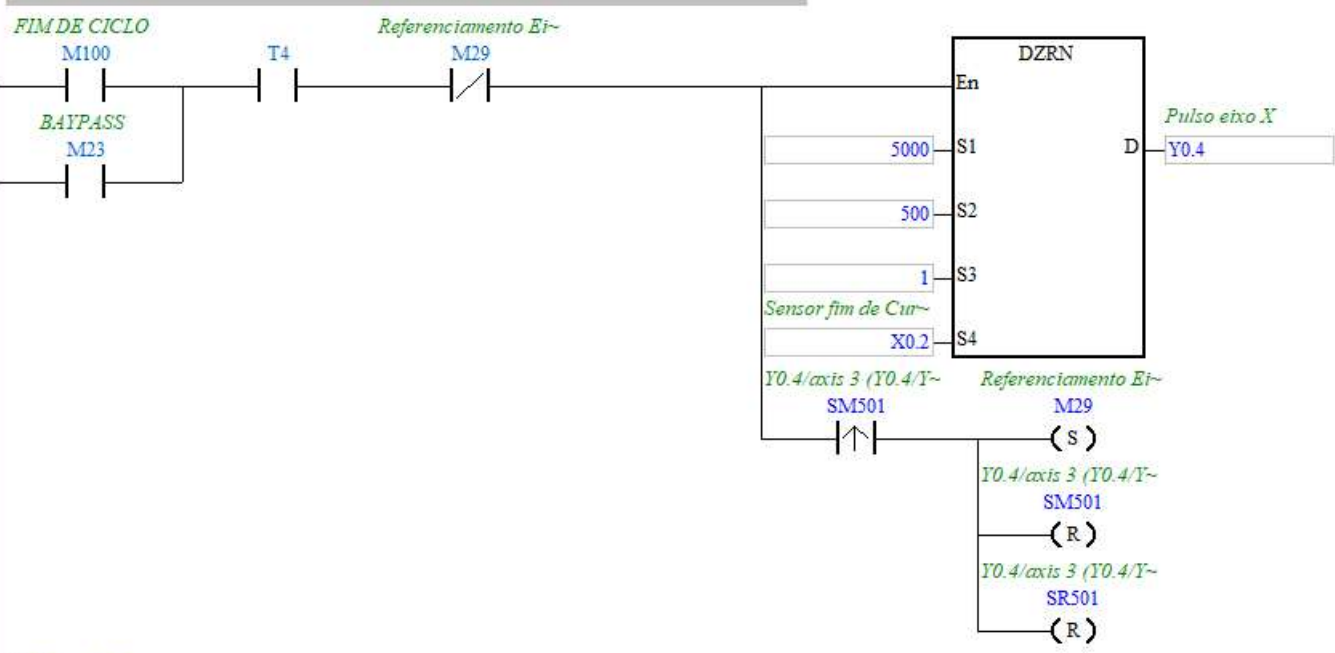 FIM DE CICLO
M100
T4
Referenciamento Ei~
M29
DZRN
En
BAYPASS
M23
5000
S1
D
Pulso eixo X
Y0.4
500
S2
1
S3
Sensor fim de Cur~
X0.2
S4
Y0.4/axis 3 (Y0.4/Y~
SM501
Referenciamento Ei~
M29
S
Y0.4/axis 3 (Y0.4/Y~
SM501
R
Y0.4/axis 3 (Y0.4/Y~
SR501
R